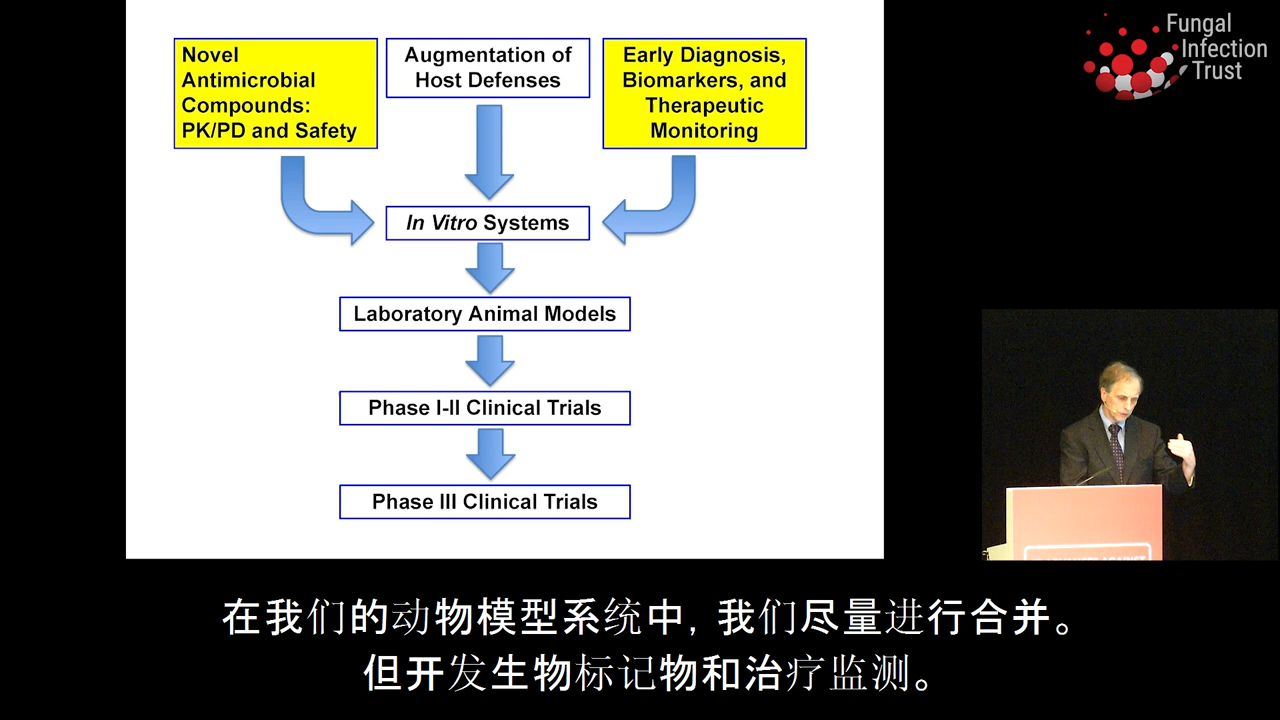 Novel
Antimicrobial
Compounds:
PK/PD and Safety
Augmentation of
Host Defenses
Early Diagnosis,
Biomarkers, and
Therapeutic
Monitoring
In Vitro Systems
Laboratory Animal Models
Phase I-II Clinical Trials
Phase III Clinical Trials
Fungal
Infection
Trust
在我们的动物模型系统中, 我们尽量进行合并。
但开发生物标记物和治疗监测。